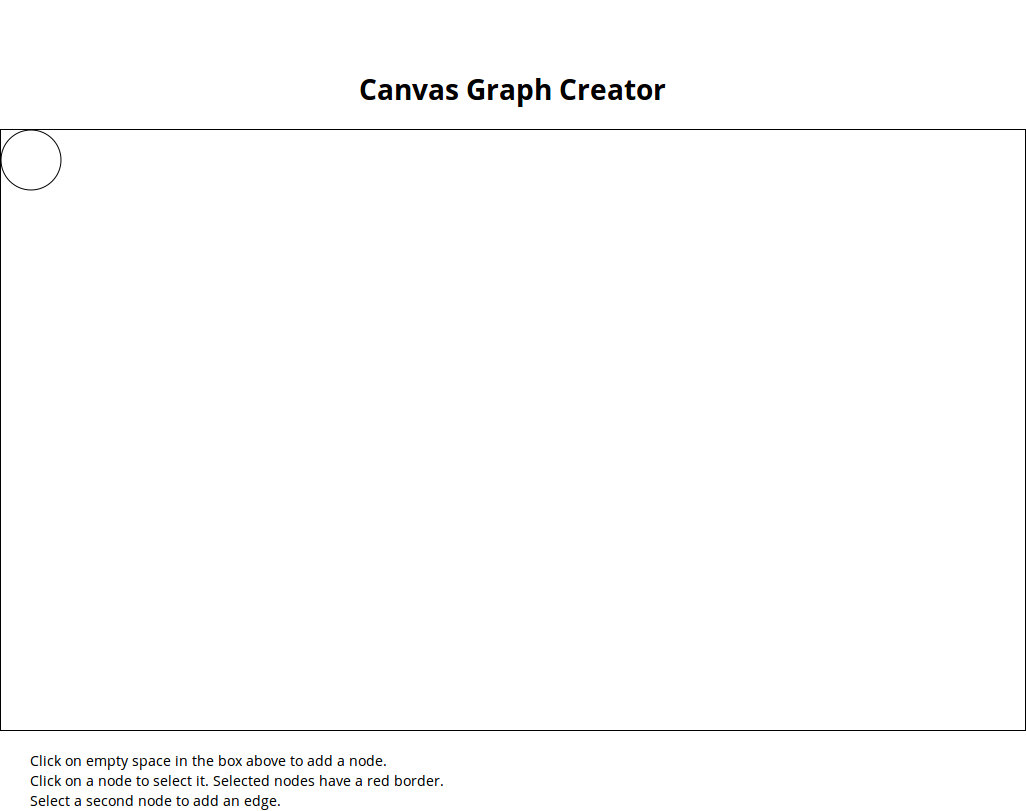 Canvas Graph Creator
Click on empty space in the box above to add a node.
Click on a node to select it. Selected nodes have a red border.
Select a second node to add an edge.